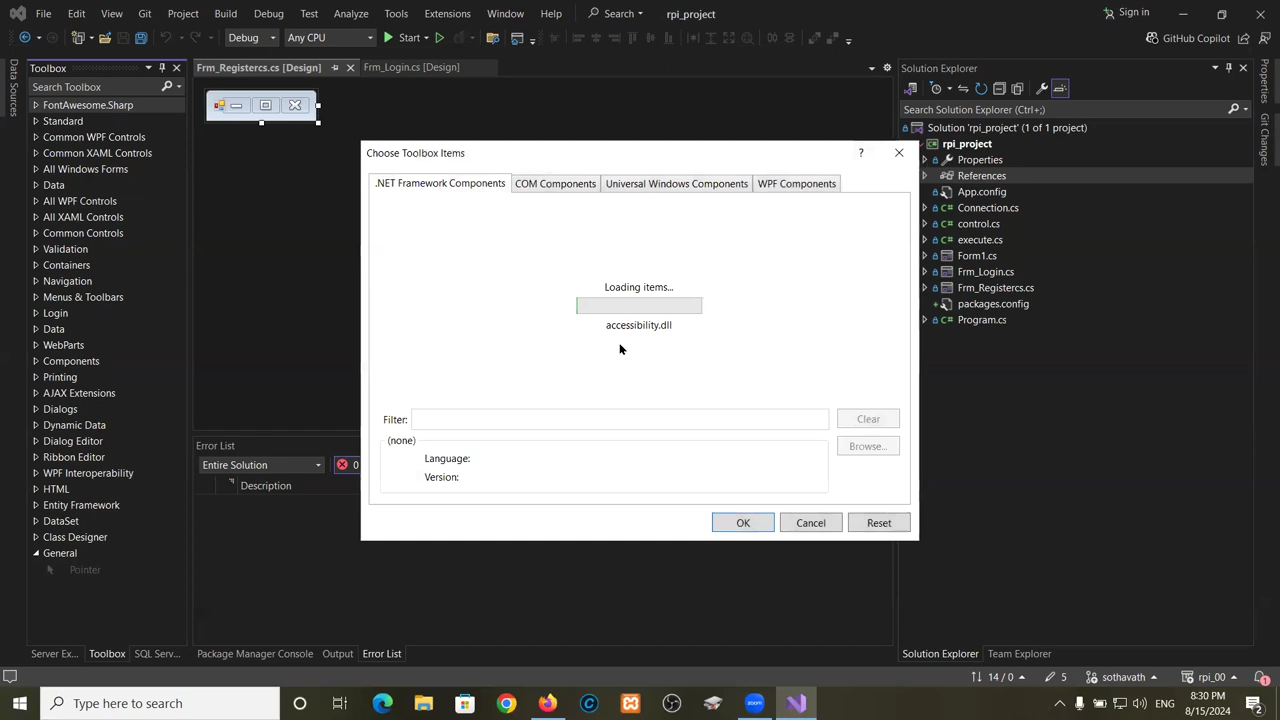 File Edit View Git Project Build Debug Test Analyze Tools Extensions Window Help Search rpi_project Sign in
Debug Any CPU Start GitHub Copilot
Data Sources
Toolbox
Search Toolbox
FontAwesome.Sharp
Standard
Common WPF Controls
Common XAML Controls
All Windows Forms
Data
All WPF Controls
All XAML Controls
Common Controls
Validation
Containers
Navigation
Menus & Toolbars
Login
Data
WebParts
Components
Printing
AJAX Extensions
Dialogs
Dynamic Data
Dialog Editor
Ribbon Editor
WPF Interoperability
HTML
Entity Framework
DataSet
Class Designer
General
Pointer
Server Ex... Toolbox SQL Serv...
Frm_Registercs.cs [Design] Frm_Login.cs [Design]
Choose Toolbox Items ?
.NET Framework Components COM Components Universal Windows Components WPF Components
Loading items...
accessibility.dll
Filter: Clear
(none) Browse...
Language:
Version:
OK Cancel Reset
Error List
Entire Solution 0
Description
Package Manager Console Output Error List
Solution Explorer
Search Solution Explorer (Ctrl+;)
Solution 'rpi_project' (1 of 1 project)
rpi_project
Properties
References
App.config
Connection.cs
control.cs
execute.cs
Form1.cs
Frm_Login.cs
Frm_Registercs.cs
packages.config
Program.cs
Solution Explorer Team Explorer
Properties
Git Changes
14 / 0 5 sothavath rpi_00 1
Type here to search
zoom
ENG
8:30 PM
8/15/2024
2